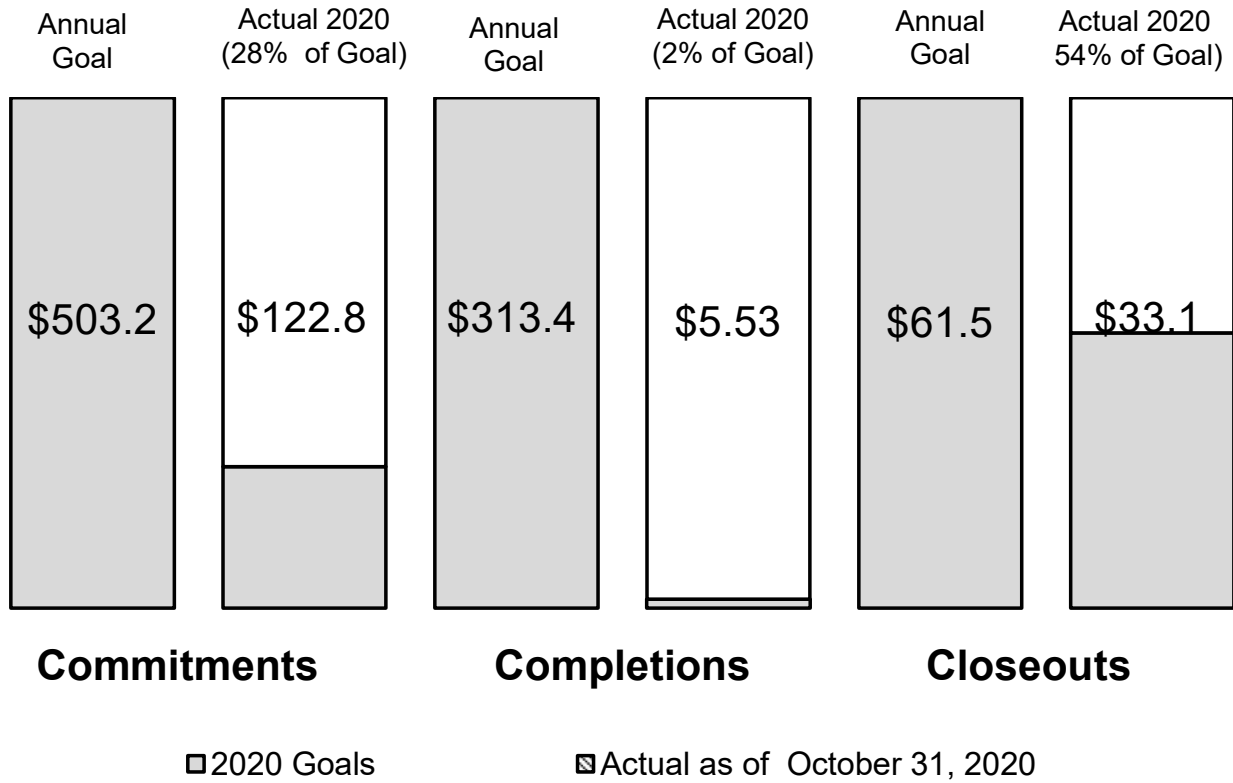 Annual
Goal
Actual 2020
(28%  of Goal)
Annual
Goal
Actual 2020
(2% of Goal)
Annual
Goal
Actual 2020
54% of Goal)
$503.2
$122.8
$313.4
$5.53
$61.5
$33.1
Commitments
Completions
Closeouts
2020 Goals
Actual as of  October 31, 2020